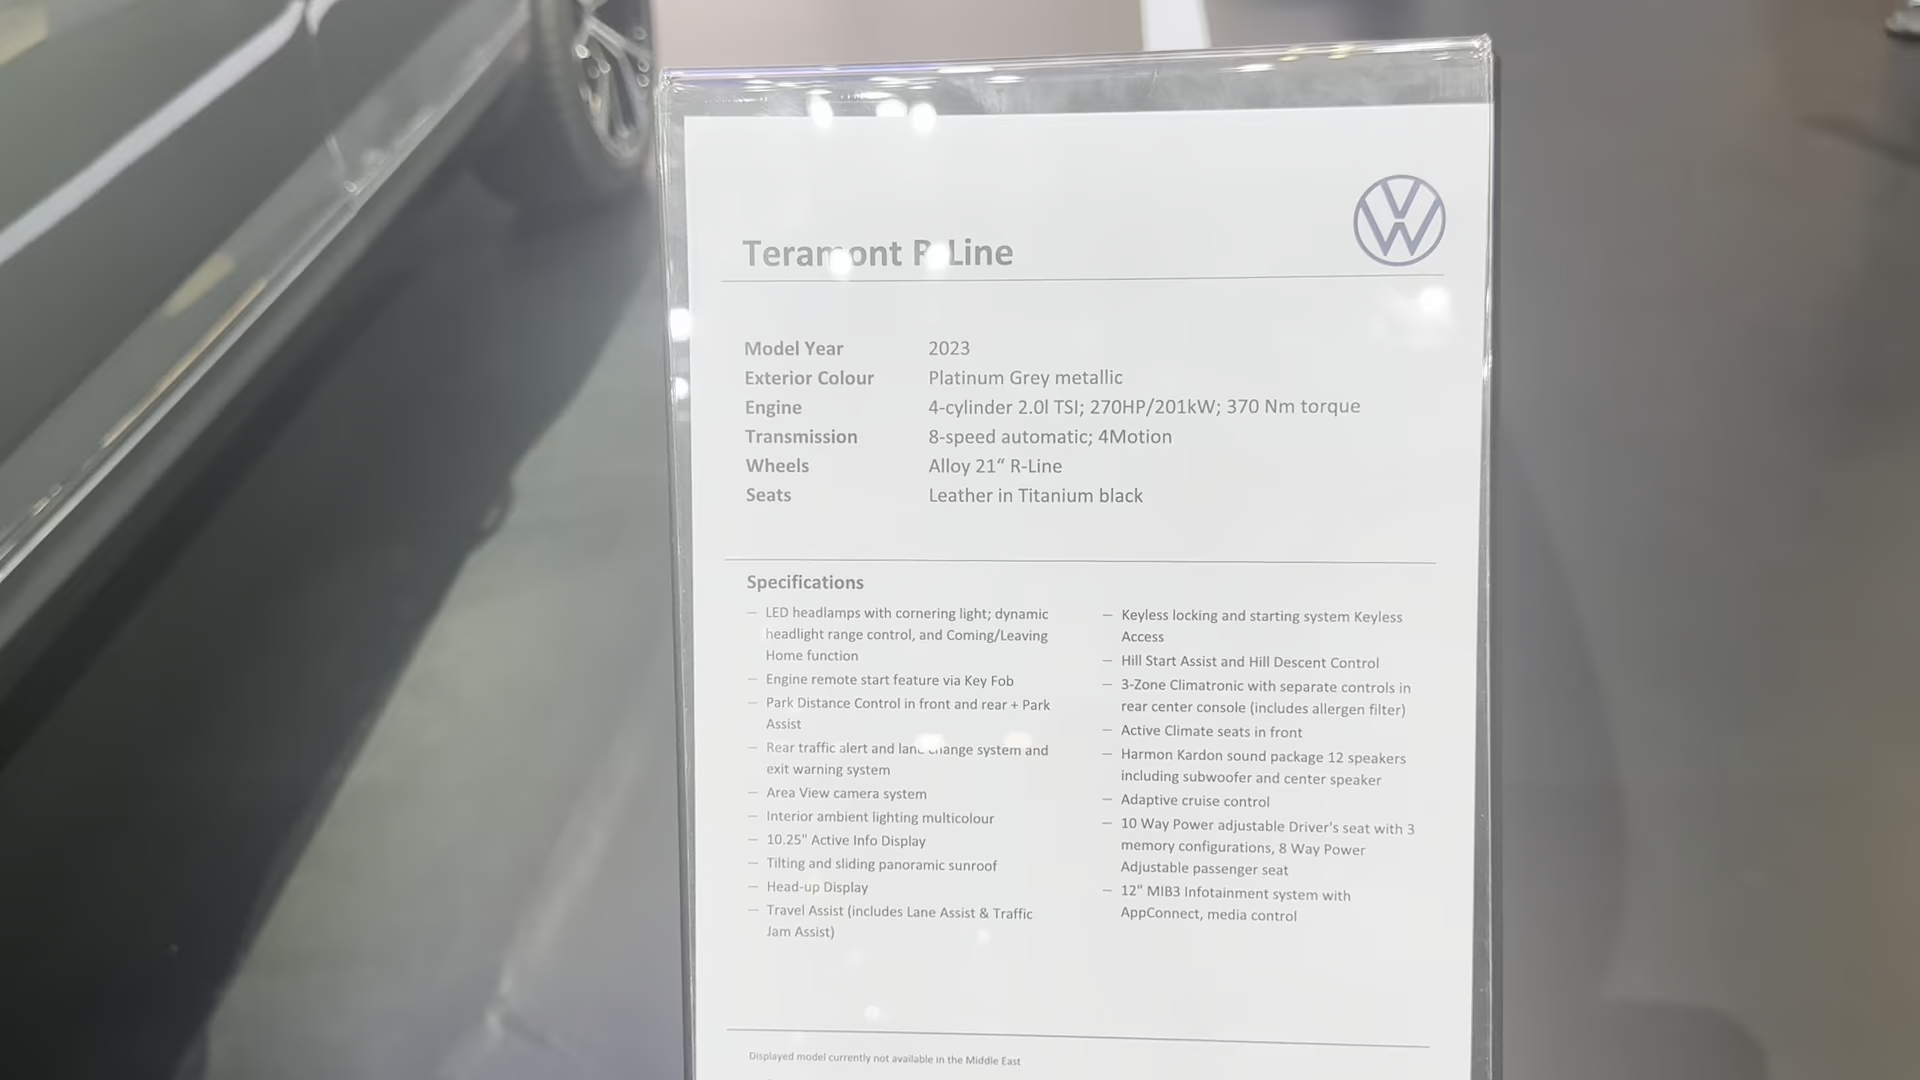 Teramont R-Line
Model Year 2023
Exterior Colour Platinum Grey metallic
Engine 4-cylinder 2.0l TSI; 270HP/201kW; 370 Nm torque
Transmission 8-speed automatic; 4Motion
Wheels Alloy 21“ R-Line
Seats Leather in Titanium black
Specifications
– LED headlamps with cornering light; dynamic
headlight range control, and Coming/Leaving
Home function
– Engine remote start feature via Key Fob
– Park Distance Control in front and rear + Park
Assist
– Rear traffic alert and lane change system and
exit warning system
– Area View camera system
– Interior ambient lighting multicolour
– 10.25" Active Info Display
– Tilting and sliding panoramic sunroof
– Head-up Display
– Travel Assist (includes Lane Assist & Traffic
Jam Assist)
– Keyless locking and starting system Keyless
Access
– Hill Start Assist and Hill Descent Control
– 3-Zone Climatronic with separate controls in
rear center console (includes allergen filter)
– Active Climate seats in front
– Harmon Kardon sound package 12 speakers
including subwoofer and center speaker
– Adaptive cruise control
– 10 Way Power adjustable Driver's seat with 3
memory configurations, 8 Way Power
Adjustable passenger seat
– 12" MIB3 Infotainment system with
AppConnect, media control
Displayed model currently not available in the Middle East